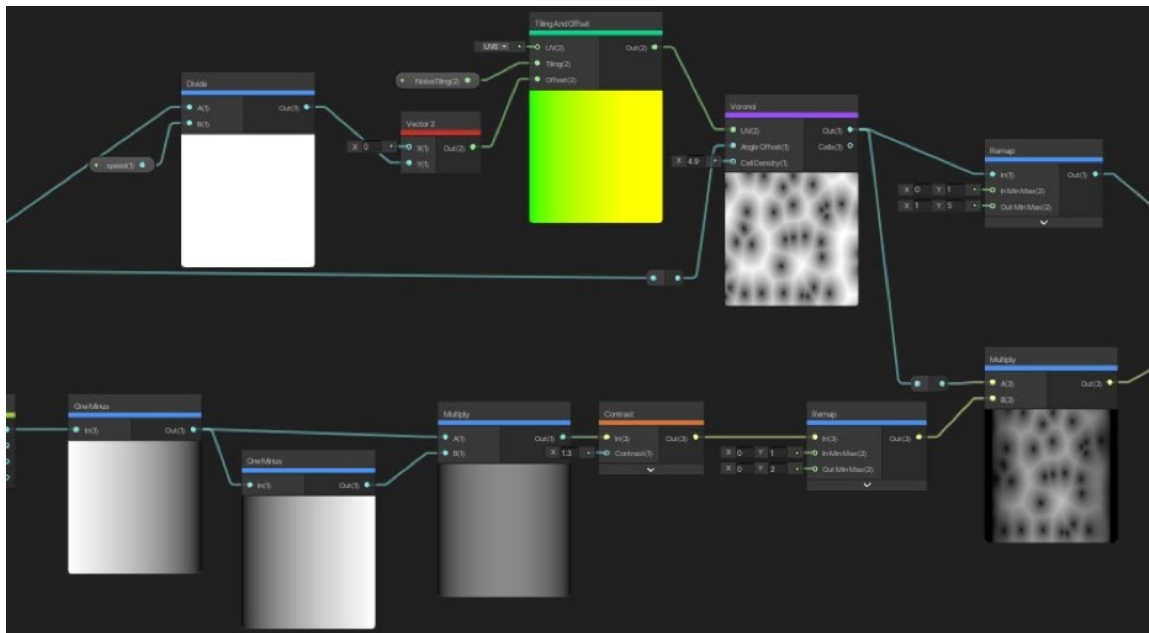 Tiling And Offset
UV0 UV(2) Out(2)
NoiseTiling(2) Tiling(2)
Offset(2)
Divide
A(1) Out(1)
B(1)
speed(1)
Vector 2
X 0 X(1) Out(2)
Y(1)
Voronoi
UV(2) Out(1)
Angle Offset(1) Cells(1)
X 4.9 Cell Density(1)
Remap
In(1) Out(1)
X 0 Y 1 In Min Max(2)
X 1 Y 5 Out Min Max(2)
One Minus
In(1) Out(1)
One Minus
In(1) Out(1)
Multiply
A(1) Out(1)
B(1)
Contrast
In(3) Out(3)
X 1.3 Contrast(1)
Remap
In(3) Out(3)
X 0 Y 1 In Min Max(2)
X 0 Y 2 Out Min Max(2)
Multiply
A(3) Out(3)
B(3)